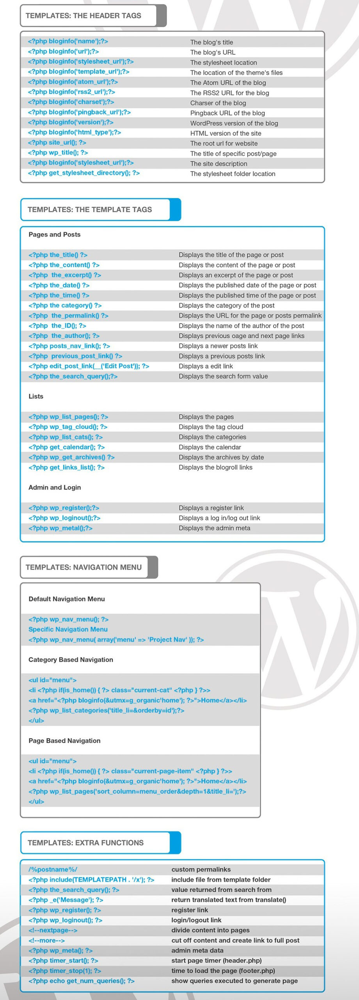 TEMPLATES: THE HEADER TAGS
<?php bloginfo('name');?> The blog's title
<?php bloginfo('url');?> The blog's URL
<?php bloginfo('stylesheet_url');?> The stylesheet location
<?php bloginfo('template_url');?> The location of the theme's files
<?php bloginfo('atom_url');?> The Atom URL of the blog
<?php bloginfo('rss2_url');?> The RSS2 URL for the blog
<?php bloginfo('charset');?> Charser of the blog
<?php bloginfo('pingback_url');?> Pingback URL of the blog
<?php bloginfo('version');?> WordPress version of the blog
<?php bloginfo('html_type');?> HTML version of the site
<?php site_url(); ?> The root url for website
<?php wp_title(); ?> The title of specific post/page
<?php bloginfo('stylesheet_url');?> The site description
<?php get_stylesheet_directory(); ?> The stylesheet folder location
TEMPLATES: THE TEMPLATE TAGS
Pages and Posts
<?php the_title() ?> Displays the title of the page or post
<?php the_content() ?> Displays the content of the page or post
<?php the_excerpt() ?> Displays an excerpt of the page or post
<?php the_date() ?> Displays the published date of the page or post
<?php the_time() ?> Displays the published time of the page or post
<?php the category() ?> Displays the category of the post
<?php the_permalink() ?> Displays the URL for the page or posts permalink
<?php the_ID(); ?> Displays the name of the author of the post
<?php the_author(); ?> Displays previous oage and next page links
<?php posts_nav_link(); ?> Displays a newer posts link
<?php previous_post_link() ?> Displays a previous posts link
<?php edit_post_link(__('Edit Post')); ?> Displays a edit link
<?php the_search_query();?> Displays the search form value
Lists
<?php wp_list_pages(); ?> Displays the pages
<?php wp_tag_cloud(); ?> Displays the tag cloud
<?php wp_list_cats(); ?> Displays the categories
<?php get_calendar(); ?> Displays the calendar
<?php wp_get_archives() ?> Displays the archives by date
<?php get_links_list(); ?> Displays the blogroll links
Admin and Login
<?php wp_register();?> Displays a register link
<?php wp_loginout();?> Displays a log in/log out link
<?php wp_metal();?> Displays the admin meta
TEMPLATES: NAVIGATION MENU
Default Navigation Menu
<?php wp_nav_menu(); ?>
Specific Navigation Menu
<?php wp_nav_menu( array('menu' => 'Project Nav' )); ?>
Category Based Navigation
<ul id="menu">
<li <?php if(is_home()) { ?> class="current-cat" <?php } ?>>
<a href="<?php bloginfo(&utmx=g_organic'home'); ?>">Home</a></li>
<?php wp_list_categories('title_li=&orderby=id');?>
</ul>
Page Based Navigation
<ul id="menu">
<li <?php if(is_home()) { ?> class="current-page-item" <?php } ?>>
<a href="<?php bloginfo(&utmx=g_organic'home'); ?>">Home</a></li>
<?php wp_list_pages('sort_column=menu_order&depth=1&title_li=');?>
</ul>
TEMPLATES: EXTRA FUNCTIONS
/%postname%/ custom permalinks
<?php include(TEMPLATEPATH . '/x'); ?> include file from template folder
<?php the_search_query(); ?> value returned from search from
<?php _e('Message'); ?> return translated text from translate()
<?php wp_register(); ?> register link
<?php wp_loginout(); ?> login/logout link
<!--nextpage--> divide content into pages
<!--more--> cut off content and create link to full post
<?php wp_meta(); ?> admin meta data
<?php timer_start(); ?> start page timer (header.php)
<?php timer_stop(1); ?> time to load the page (footer.php)
<?php echo get_num_queries(); ?> show queries executed to generate page